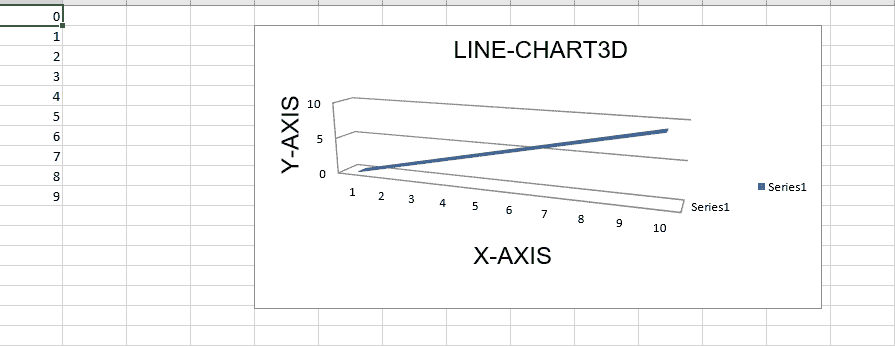 0
1
2
3
4
5
6
7
8
9
LINE-CHART3D
Y-AXIS
10
5
0
1 2 3 4 5 6 7 8 9 10
Series1
Series1
X-AXIS